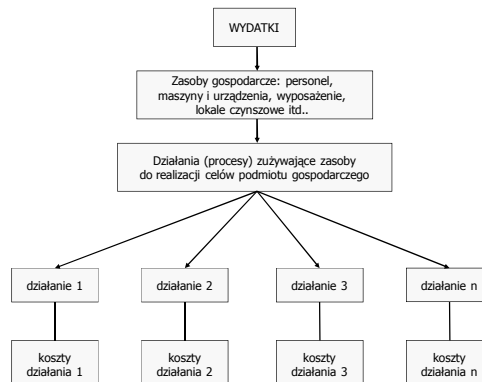 WYDATKI
Zasoby gospodarcze: personel,
maszyny i urządzenia, wyposażenie,
lokale czynszowe itd..
Działania (procesy) zużywające zasoby
do realizacji celów podmiotu gospodarczego
działanie 1
działanie 2
działanie 3
działanie n
koszty
działania 1
koszty
działania 2
koszty
działania 3
koszty
działania n